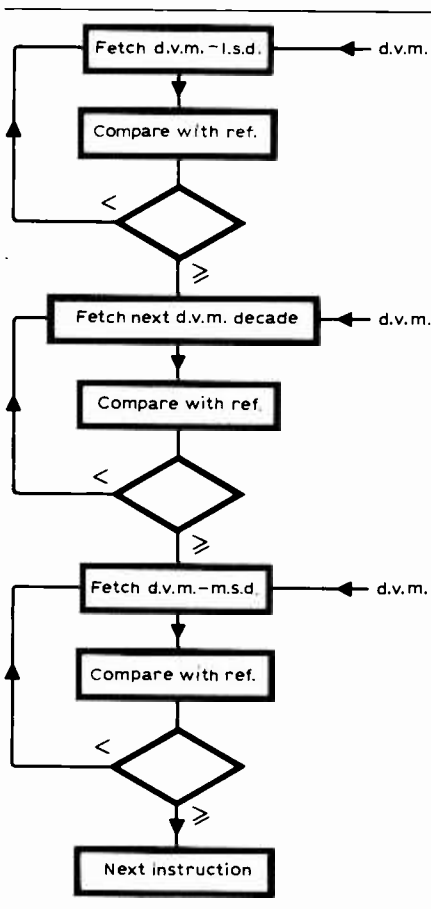 Fetch d.v.m.-l.s.d.
d.v.m.
Compare with ref.
<
≥
Fetch next d.v.m. decade
d.v.m.
Compare with ref.
<
≥
Fetch d.v.m.-m.s.d.
d.v.m.
Compare with ref.
<
≥
Next instruction